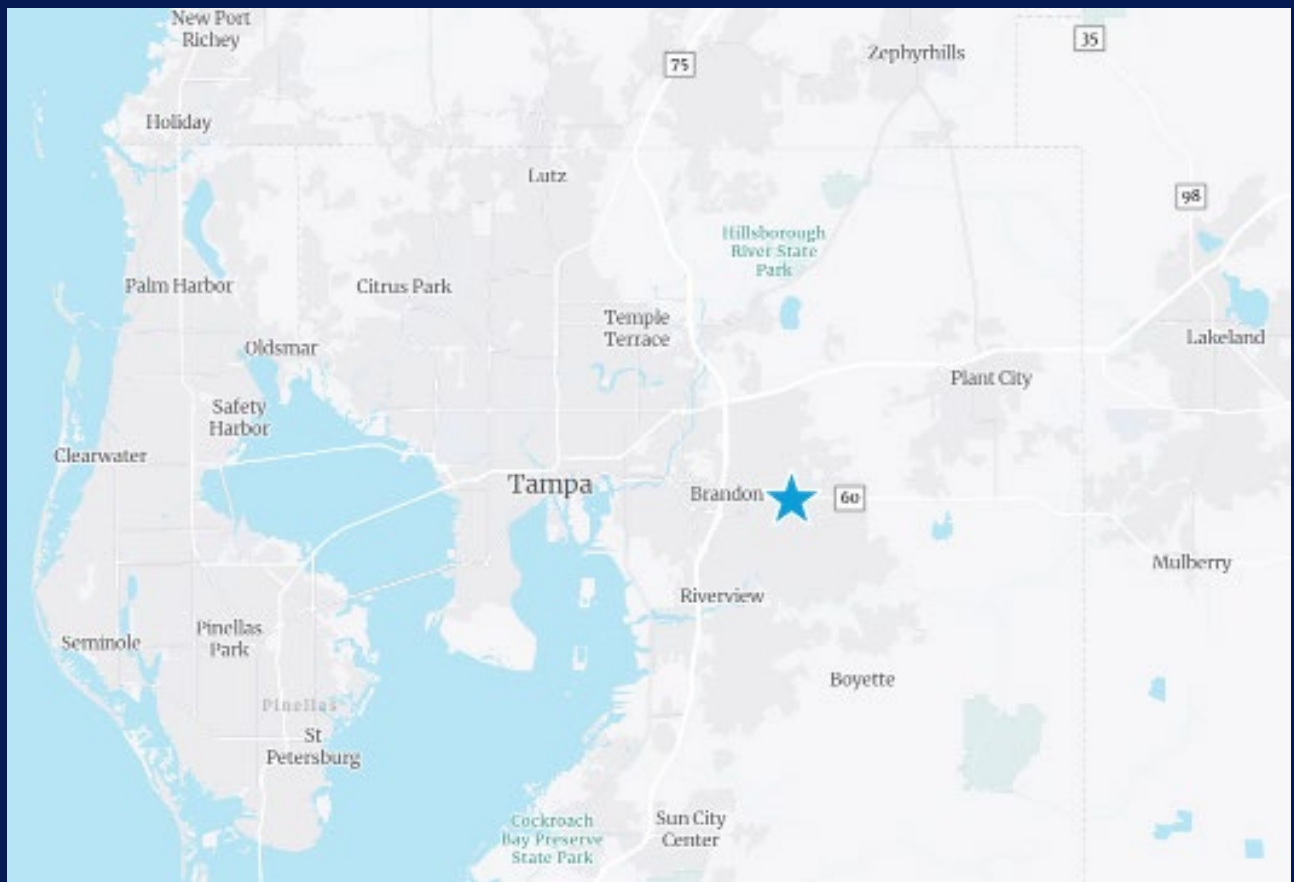 New Port
Richey
75
35
Zephyrhills
Holiday
Lutz
98
Hillsborough
River State
Park
Palm Harbor
Citrus Park
Temple
Terrace
Oldsmar
Lakeland
Plant City
Safety
Harbor
Clearwater
Tampa
Brandon
60
Mulberry
Riverview
Seminole
Pinellas
Park
Boyette
Pinellas
St
Petersburg
Cockroach
Bay Preserve
State Park
Sun City
Center